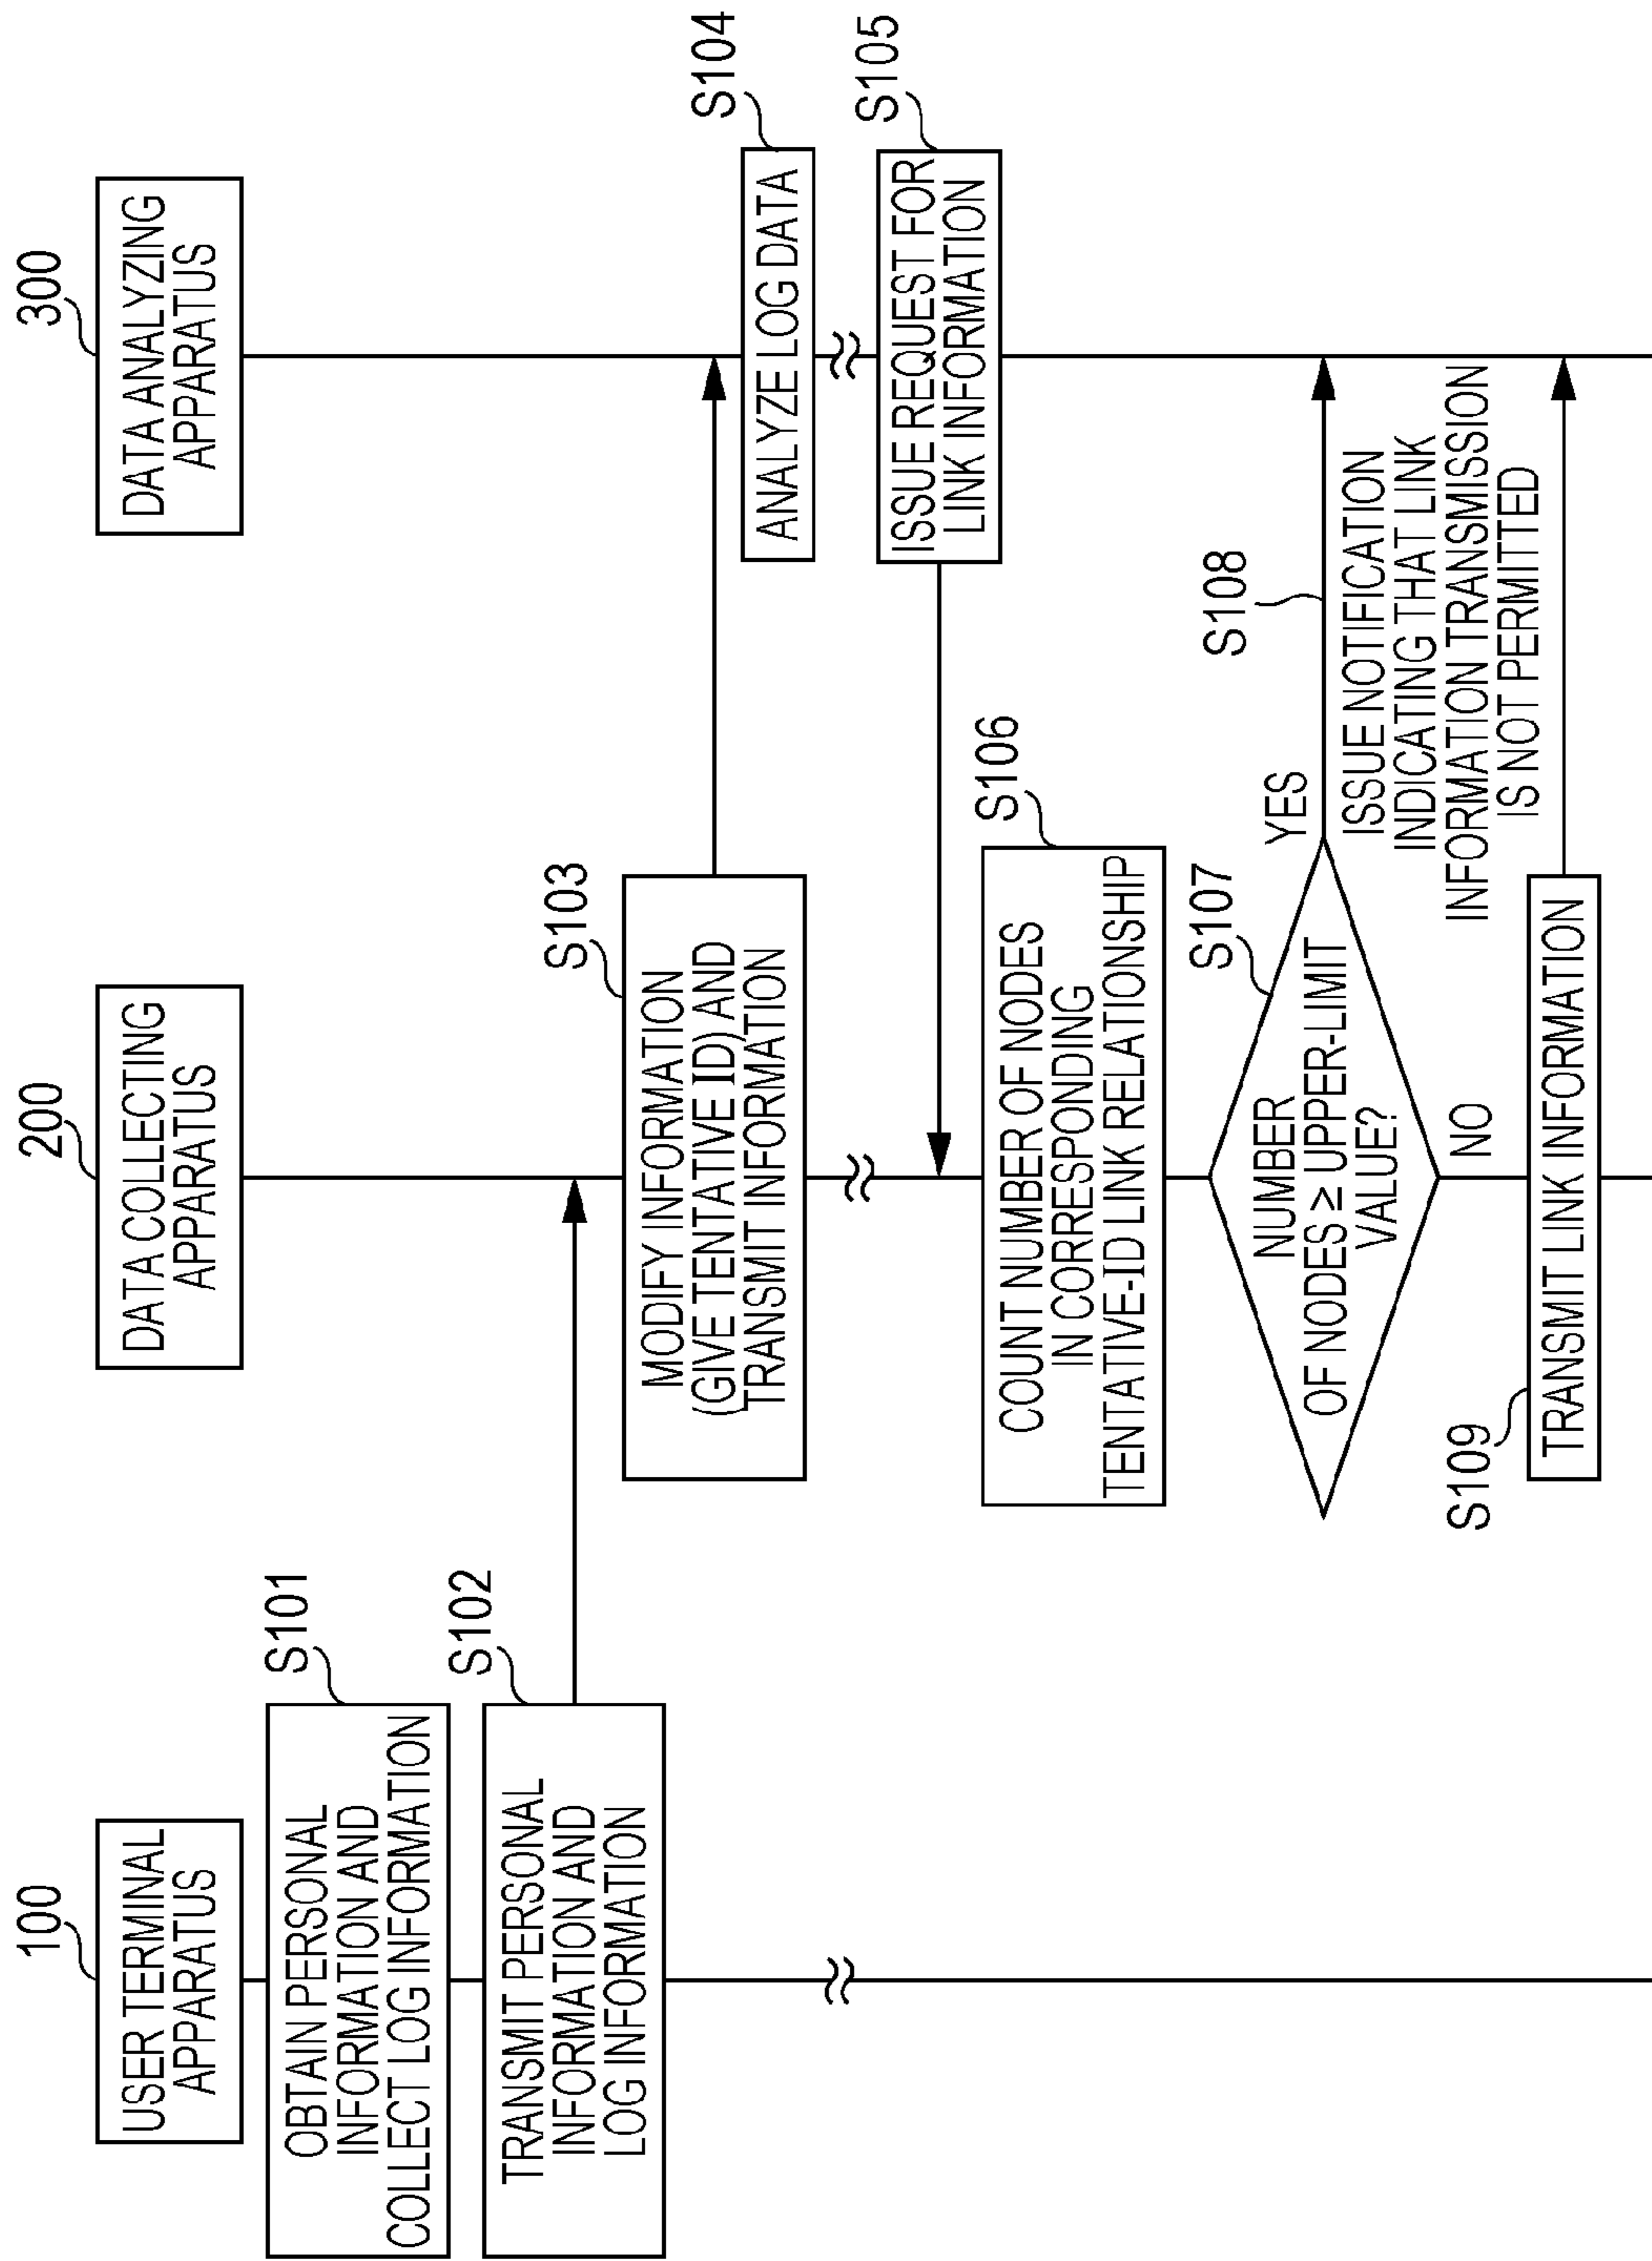 100
USER TERMINAL
APPARATUS
200
DATA COLLECTING
APPARATUS
300
DATA ANALYZING
APPARATUS
S101
OBTAIN PERSONAL
INFORMATION AND
COLLECT LOG INFORMATION
S102
TRANSMIT PERSONAL
INFORMATION AND
LOG INFORMATION
S103
MODIFY INFORMATION
(GIVE TENTATIVE ID) AND
TRANSMIT INFORMATION
S104
ANALYZE LOG DATA
S105
ISSUE REQUEST FOR
LINK INFORMATION
S106
COUNT NUMBER OF NODES
IN CORRESPONDING
TENTATIVE-ID LINK RELATIONSHIP
S107
NUMBER
OF NODES ≥ UPPER-LIMIT
VALUE?
YES
S108
ISSUE NOTIFICATION
INDICATING THAT LINK
INFORMATION TRANSMISSION
IS NOT PERMITTED
NO
S109
TRANSMIT LINK INFORMATION